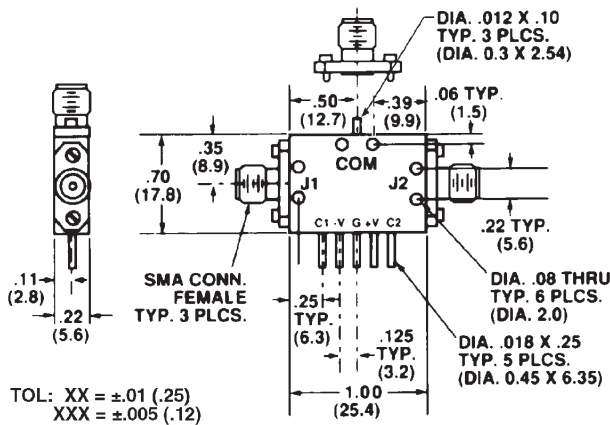 DIA. .012 X .10
TYP. 3 PLCS.
(DIA. 0.3 X 2.54)
.50
(12.7)
.39
(9.9)
.06 TYP.
(1.5)
.35
(8.9)
.70
(17.8)
COM
J1
J2
C1 -V G +V C2
.22 TYP.
(5.6)
.11
(2.8)
.22
(5.6)
SMA CONN.
FEMALE
TYP. 3 PLCS.
.25
TYP.
(6.3)
.125
TYP.
(3.2)
DIA. .08 THRU
TYP. 6 PLCS.
(DIA. 2.0)
DIA. .018 X .25
TYP. 5 PLCS.
(DIA. 0.45 X 6.35)
1.00
(25.4)
TOL: XX = ±.01 (.25)
XXX = ±.005 (.12)